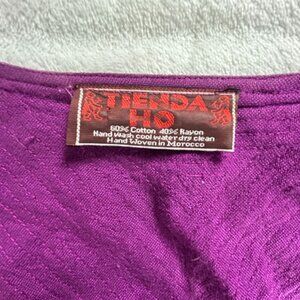 TIENDA
HO
60% Cotton 40% Rayon
Hand wash cool water dry clean
Hand Woven in Morocco